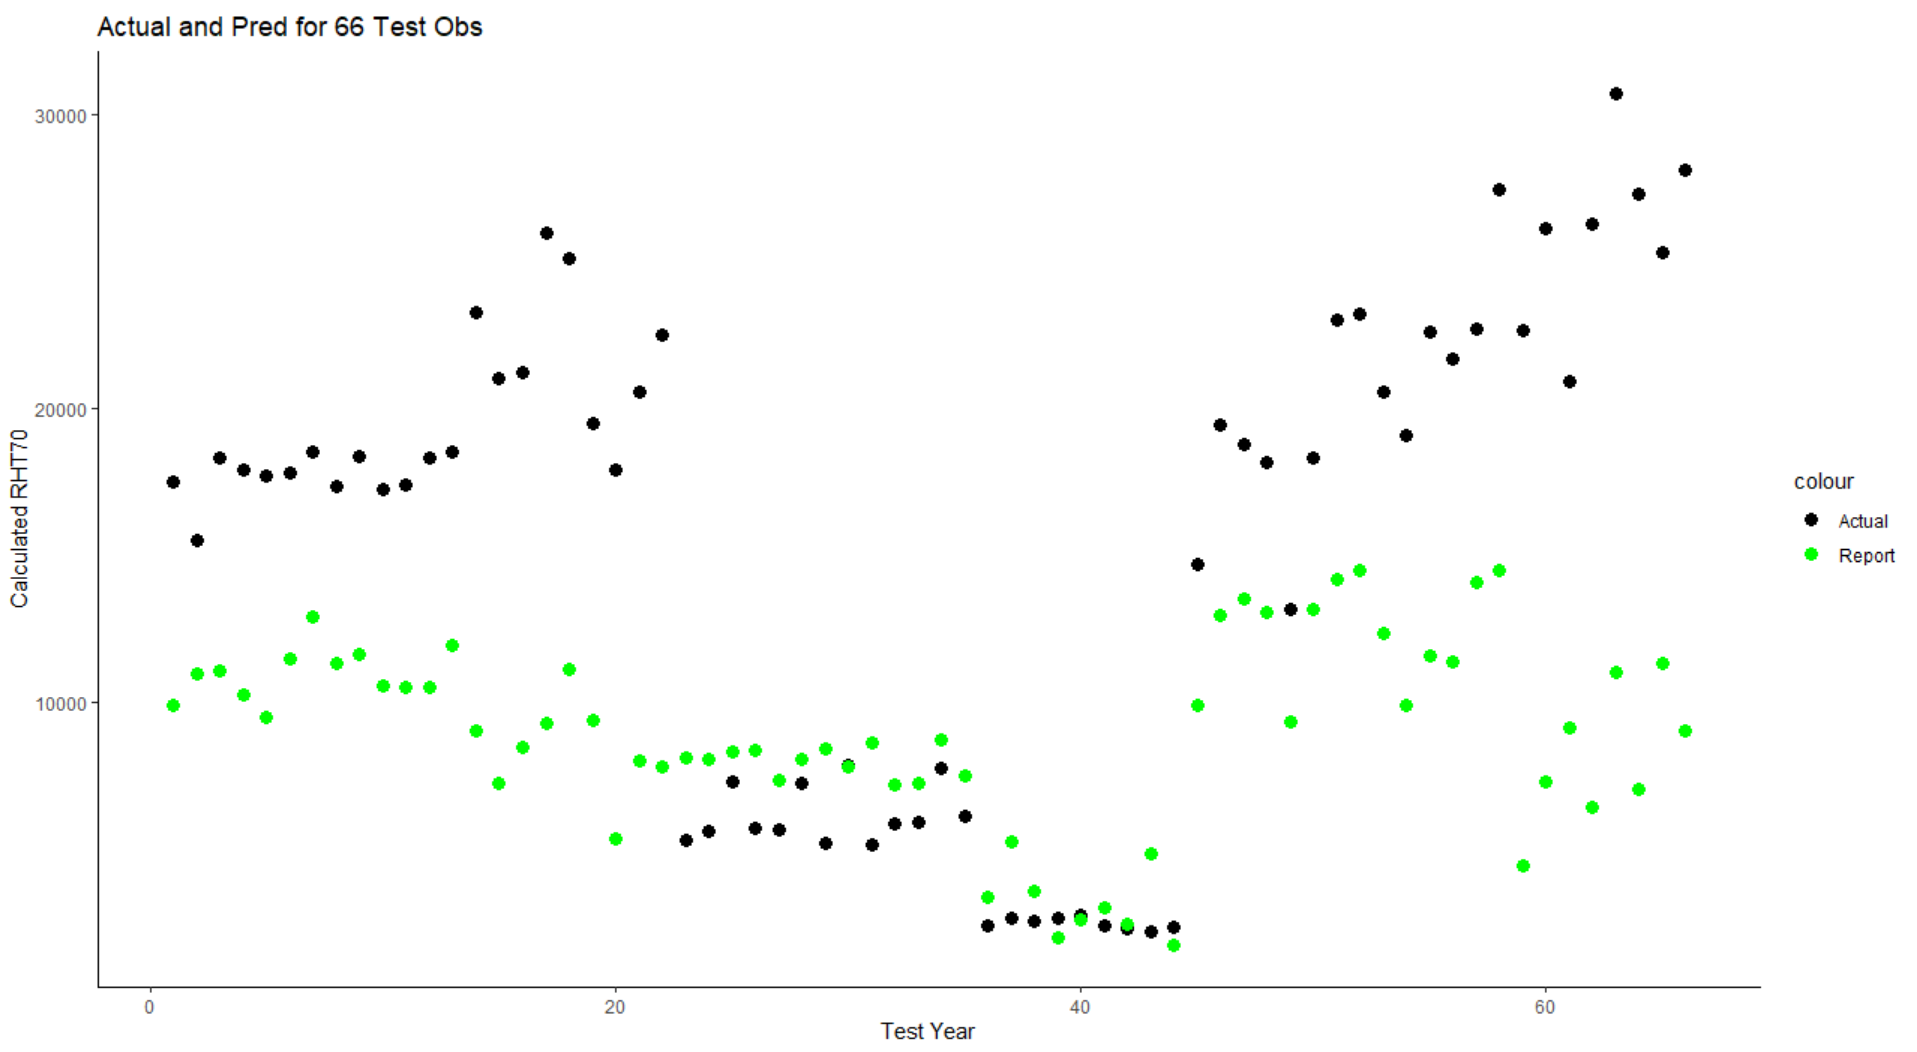 Actual and Pred for 66 Test Obs
30000
20000
10000
Calculated RHT70
0
20
40
60
Test Year
colour
Actual
Report